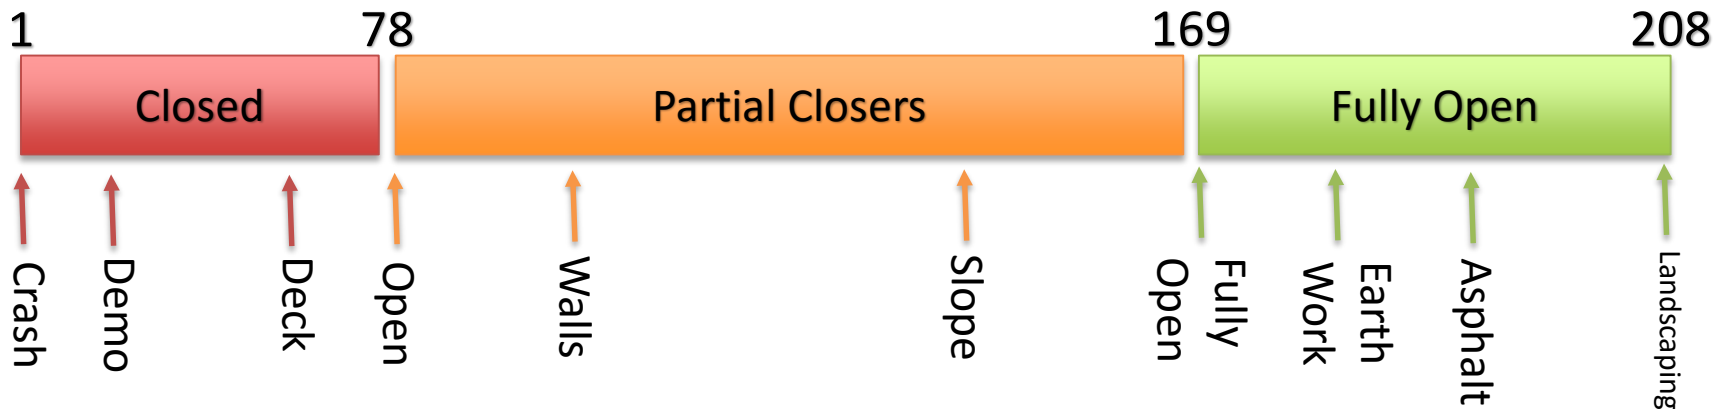 1
78
169
208
Closed
Partial Closers
Fully Open
Crash
Demo
Deck
Open
Walls
Slope
Fully
Open
Earth
Work
Asphalt
Landscaping